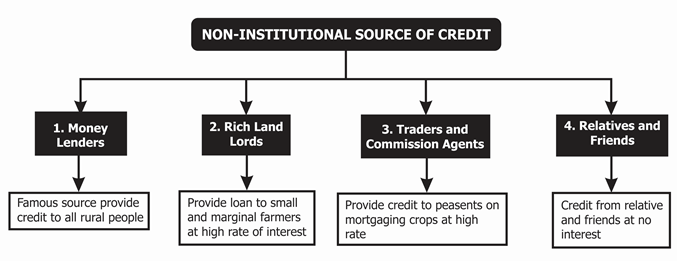 NON-INSTITUTIONAL SOURCE OF CREDIT
1. Money
Lenders
2. Rich Land
Lords
3. Traders and
Commission Agents
4. Relatives and
Friends
Famous source provide
credit to all rural people
Provide loan to small
and marginal farmers
at high rate of interest
Provide credit to peasents on
mortgaging crops at high
rate
Credit from relative
and friends at no
interest